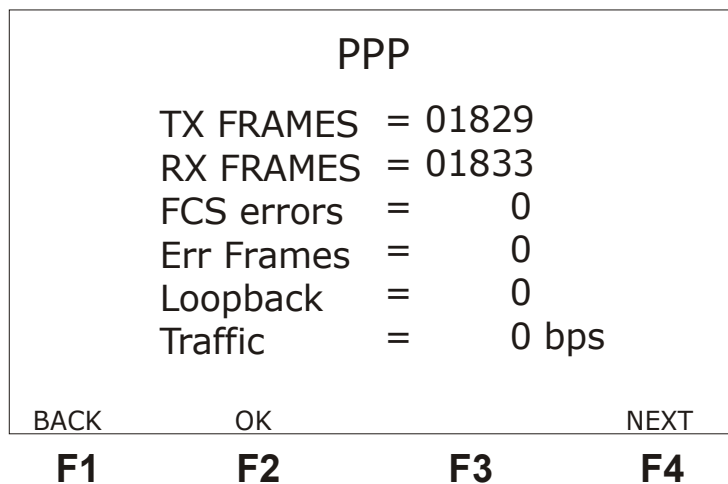 PPP
TX FRAMES = 01829
RX FRAMES = 01833
FCS errors = 0
Err Frames = 0
Loopback = 0
Traffic = 0 bps
BACK OK NEXT
F1 F2 F3 F4